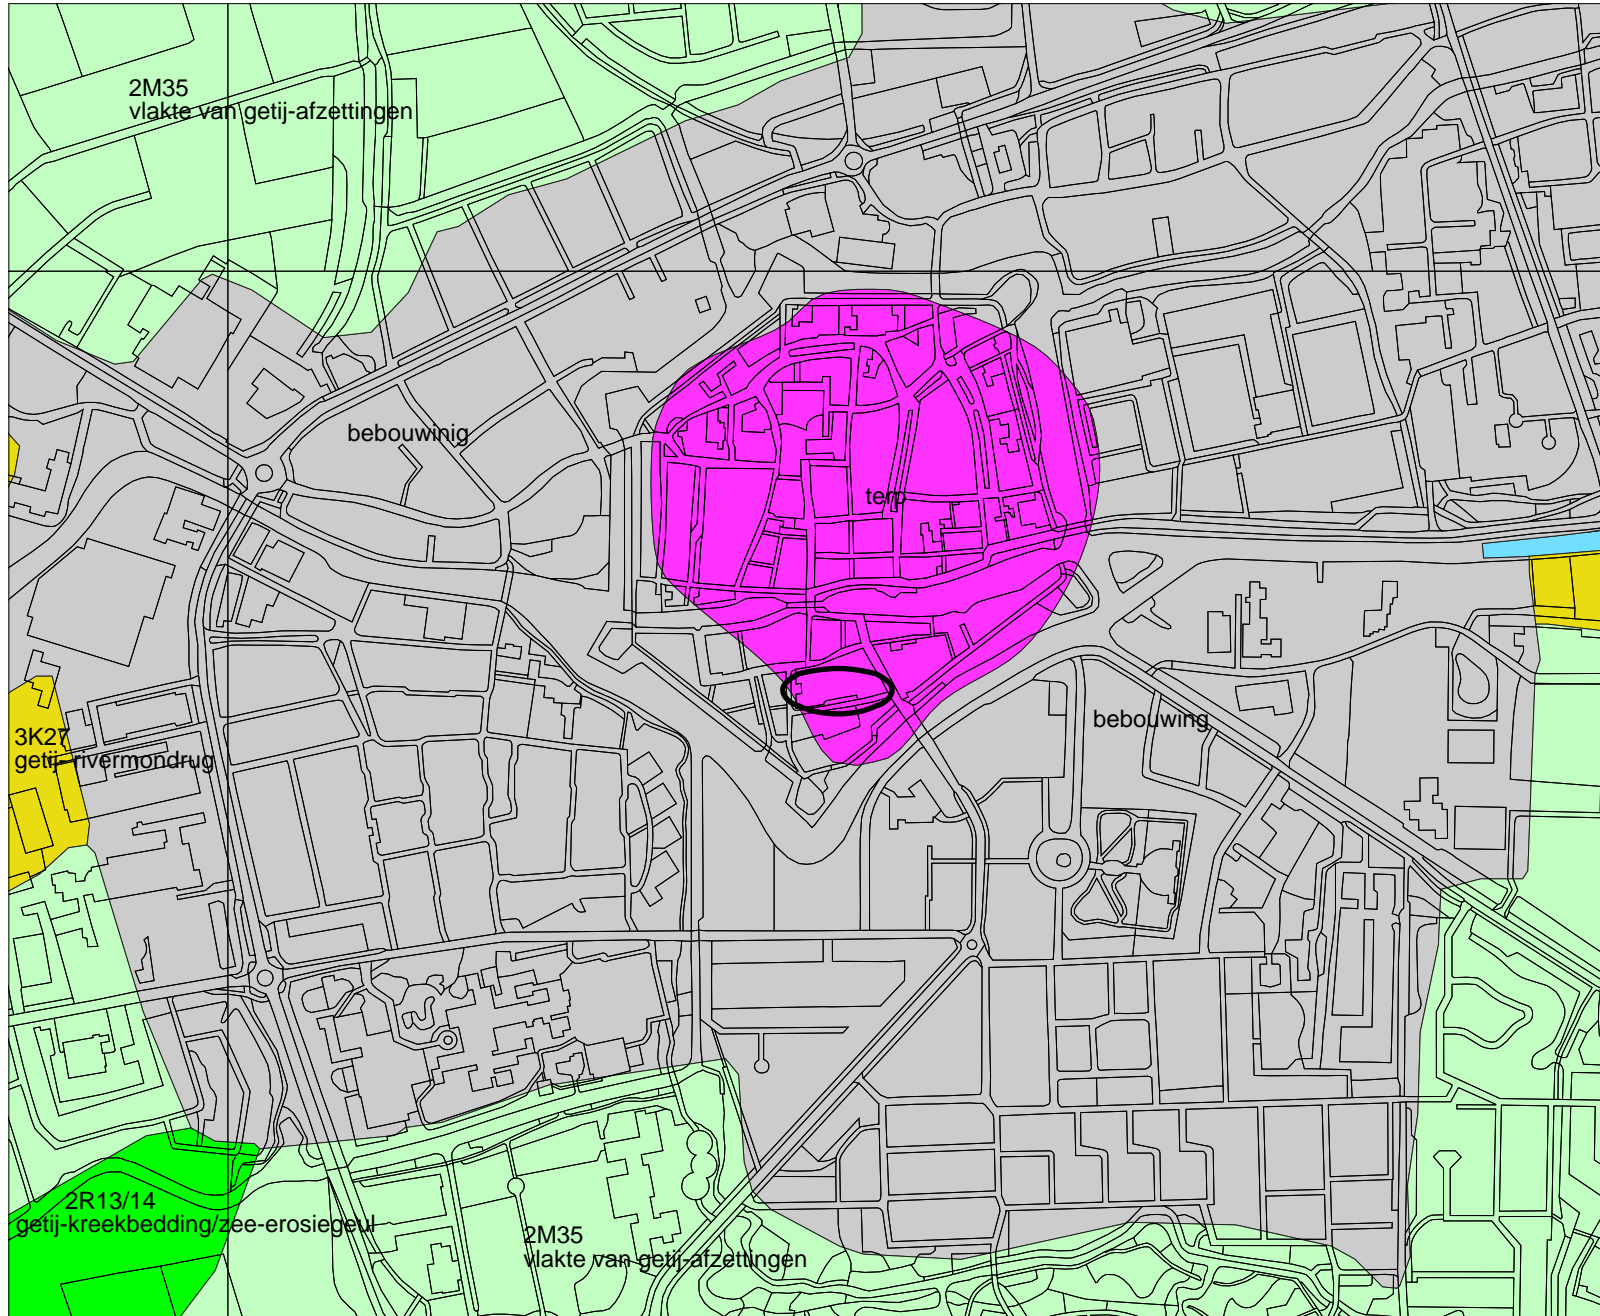 2M35
vlakte van getij-afzettingen
bebouwinig
terp
bebouwing
3K27
getij- rivermondrug
2R13/14
getij-kreekbedding/zee-erosiegeul
2M35
vlakte van getij-afzettingen